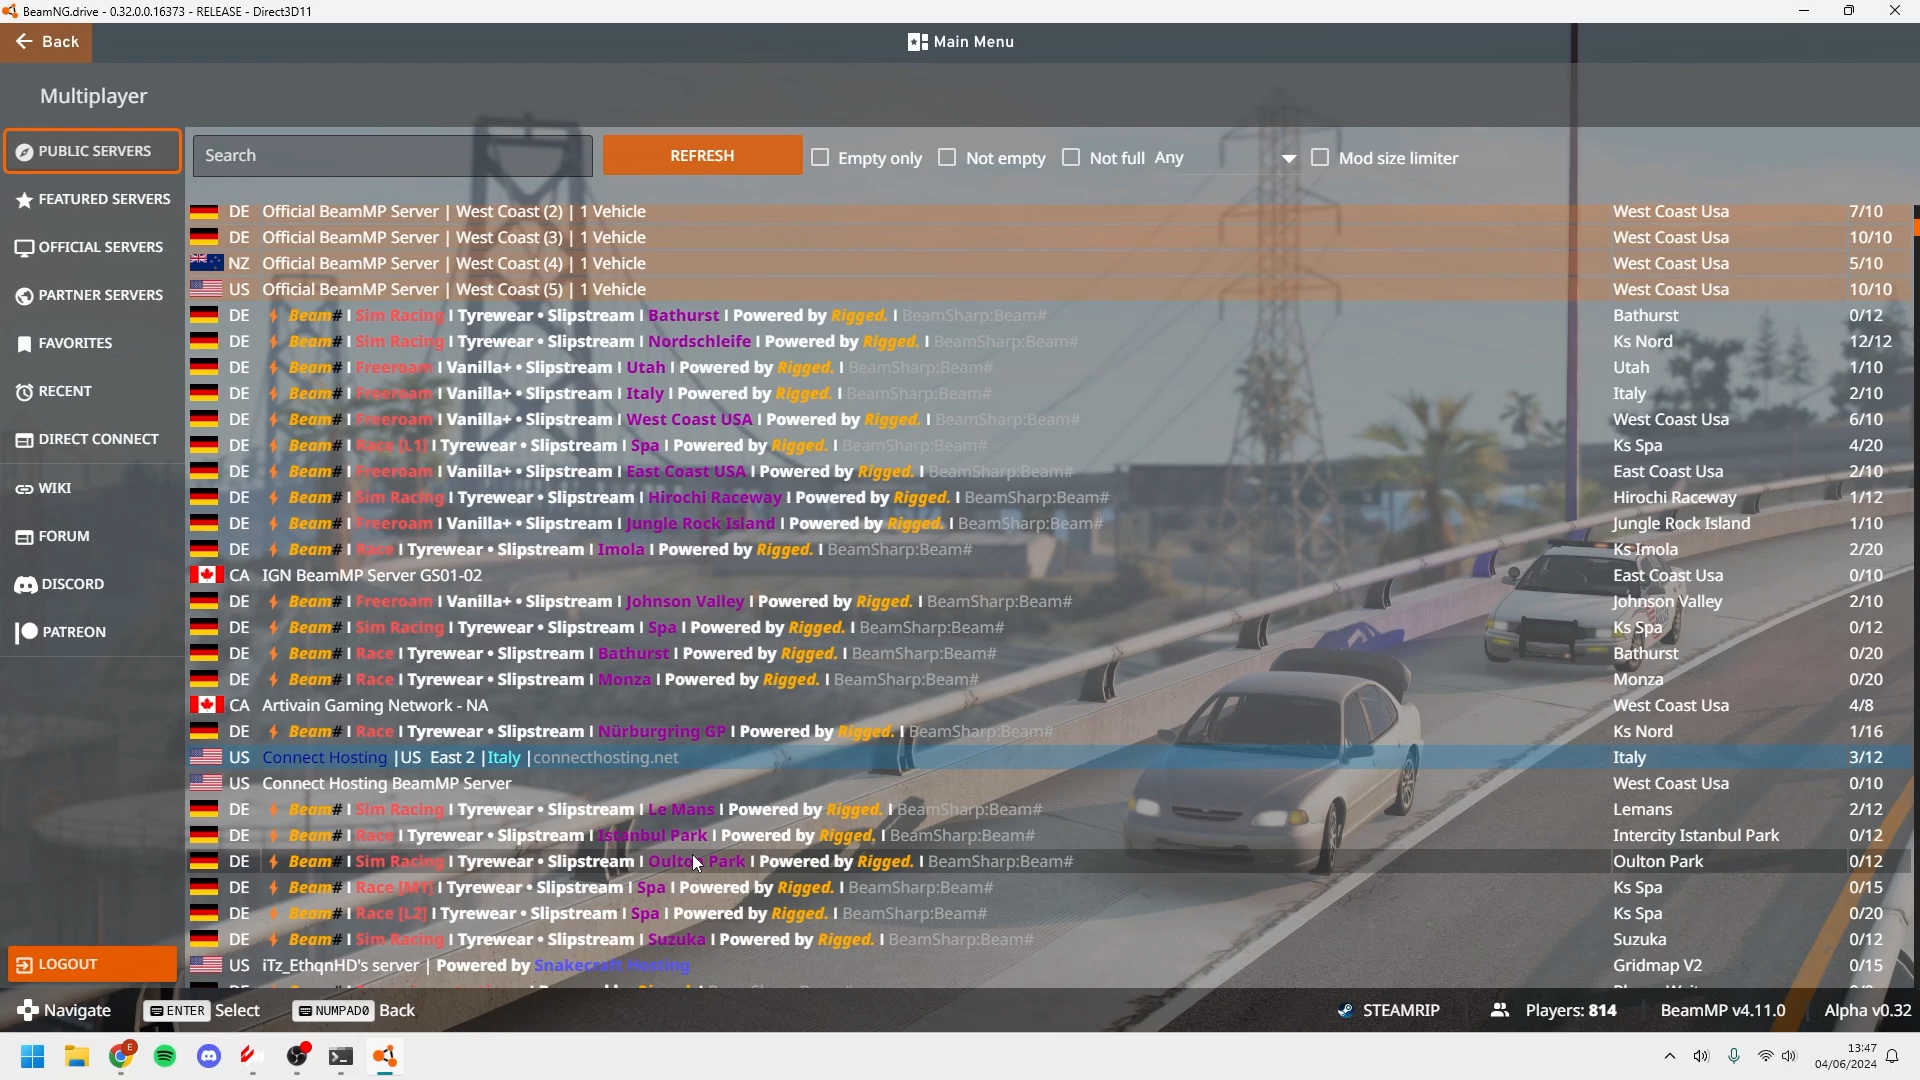 BeamNG.drive - 0.32.0.0.16373 - RELEASE - Direct3D11
Back
Main Menu
Multiplayer
PUBLIC SERVERS
FEATURED SERVERS
OFFICIAL SERVERS
PARTNER SERVERS
FAVORITES
RECENT
DIRECT CONNECT
WIKI
FORUM
DISCORD
PATREON
LOGOUT
Search REFRESH Empty only Not empty Not full Any Mod size limiter
DE Official BeamMP Server | West Coast (2) | 1 Vehicle West Coast Usa 7/10
DE Official BeamMP Server | West Coast (3) | 1 Vehicle West Coast Usa 10/10
NZ Official BeamMP Server | West Coast (4) | 1 Vehicle West Coast Usa 5/10
US Official BeamMP Server | West Coast (5) | 1 Vehicle West Coast Usa 10/10
DE Beam# | Sim Racing | Tyrewear • Slipstream | Bathurst | Powered by Rigged. | BeamSharp:Beam# Bathurst 0/12
DE Beam# | Sim Racing | Tyrewear • Slipstream | Nordschleife | Powered by Rigged. | BeamSharp:Beam# Ks Nord 12/12
DE Beam# | Freeroam | Vanilla+ • Slipstream | Utah | Powered by Rigged. | BeamSharp:Beam# Utah 1/10
DE Beam# | Freeroam | Vanilla+ • Slipstream | Italy | Powered by Rigged. | BeamSharp:Beam# Italy 2/10
DE Beam# | Freeroam | Vanilla+ • Slipstream | West Coast USA | Powered by Rigged. | BeamSharp:Beam# West Coast Usa 6/10
DE Beam# | Race [L1] | Tyrewear • Slipstream | Spa | Powered by Rigged. | BeamSharp:Beam# Ks Spa 4/20
DE Beam# | Freeroam | Vanilla+ • Slipstream | East Coast USA | Powered by Rigged. | BeamSharp:Beam# East Coast Usa 2/10
DE Beam# | Sim Racing | Tyrewear • Slipstream | Hirochi Raceway | Powered by Rigged. | BeamSharp:Beam# Hirochi Raceway 1/12
DE Beam# | Freeroam | Vanilla+ • Slipstream | Jungle Rock Island | Powered by Rigged. | BeamSharp:Beam# Jungle Rock Island 1/10
DE Beam# | Race | Tyrewear • Slipstream | Imola | Powered by Rigged. | BeamSharp:Beam# Ks Imola 2/20
CA IGN BeamMP Server GS01-02 East Coast Usa 0/10
DE Beam# | Freeroam | Vanilla+ • Slipstream | Johnson Valley | Powered by Rigged. | BeamSharp:Beam# Johnson Valley 2/10
DE Beam# | Sim Racing | Tyrewear • Slipstream | Spa | Powered by Rigged. | BeamSharp:Beam# Ks Spa 0/12
DE Beam# | Race | Tyrewear • Slipstream | Bathurst | Powered by Rigged. | BeamSharp:Beam# Bathurst 0/20
DE Beam# | Race | Tyrewear • Slipstream | Monza | Powered by Rigged. | BeamSharp:Beam# Monza 0/20
CA Artivain Gaming Network - NA West Coast Usa 4/8
DE Beam# | Race | Tyrewear • Slipstream | Nürburgring GP | Powered by Rigged. | BeamSharp:Beam# Ks Nord 1/16
US Connect Hosting |US East 2 |Italy |connecthosting.net Italy 3/12
US Connect Hosting BeamMP Server West Coast Usa 0/10
DE Beam# | Sim Racing | Tyrewear • Slipstream | Le Mans | Powered by Rigged. | BeamSharp:Beam# Lemans 2/12
DE Beam# | Race | Tyrewear • Slipstream | Istanbul Park | Powered by Rigged. | BeamSharp:Beam# Intercity Istanbul Park 0/12
DE Beam# | Sim Racing | Tyrewear • Slipstream | Oulton Park | Powered by Rigged. | BeamSharp:Beam# Oulton Park 0/12
DE Beam# | Race [M1] | Tyrewear • Slipstream | Spa | Powered by Rigged. | BeamSharp:Beam# Ks Spa 0/15
DE Beam# | Race [L2] | Tyrewear • Slipstream | Spa | Powered by Rigged. | BeamSharp:Beam# Ks Spa 0/20
DE Beam# | Sim Racing | Tyrewear • Slipstream | Suzuka | Powered by Rigged. | BeamSharp:Beam# Suzuka 0/12
US iTz_EthqnHD's server | Powered by Snakecraft Hosting Gridmap V2 0/15
Navigate ENTER Select NUMPAD0 Back STEAMRIP Players: 814 BeamMP v4.11.0 Alpha v0.32
13:47
04/06/2024